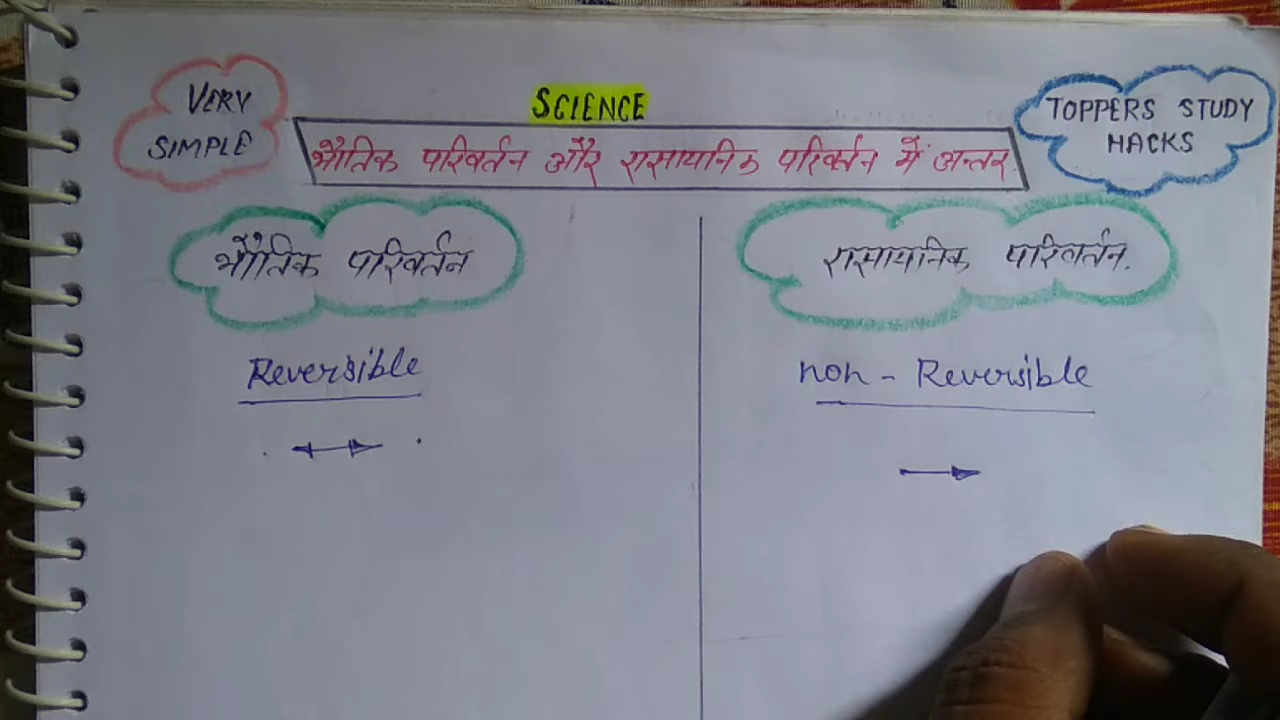 VERY
SIMPLE
SCIENCE
TOPPERS STUDY
HACKS
भौतिक परिवर्तन और रासायनिक परिवर्तन में अन्तर.
भौतिक परिवर्तन
रासायनिक परिवर्तन.
Reversible
non - Reversible